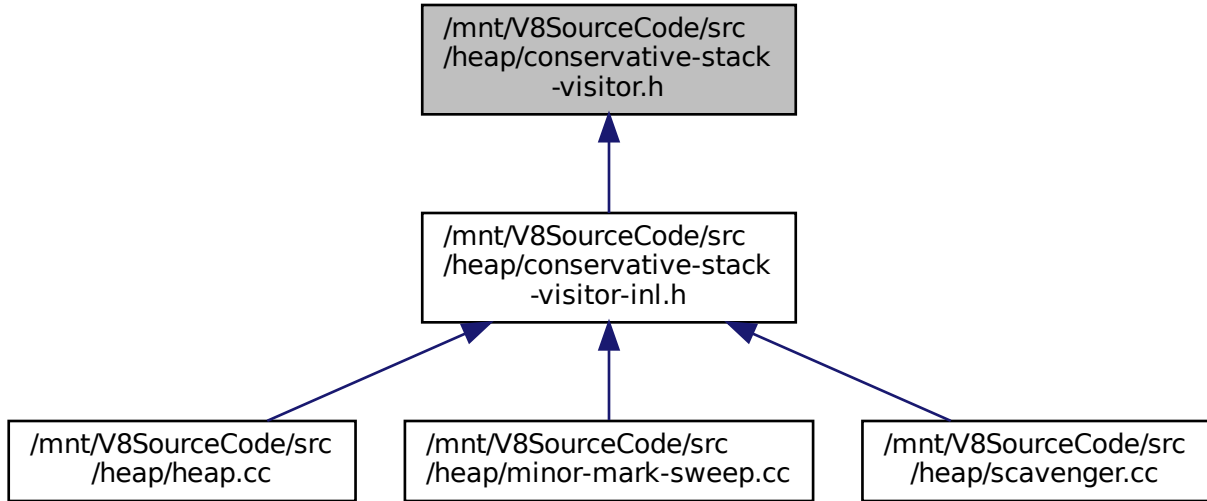 /mnt/V8SourceCode/src
/heap/conservative-stack
-visitor.h
/mnt/V8SourceCode/src
/heap/conservative-stack
-visitor-inl.h
/mnt/V8SourceCode/src
/heap/heap.cc
/mnt/V8SourceCode/src
/heap/minor-mark-sweep.cc
/mnt/V8SourceCode/src
/heap/scavenger.cc